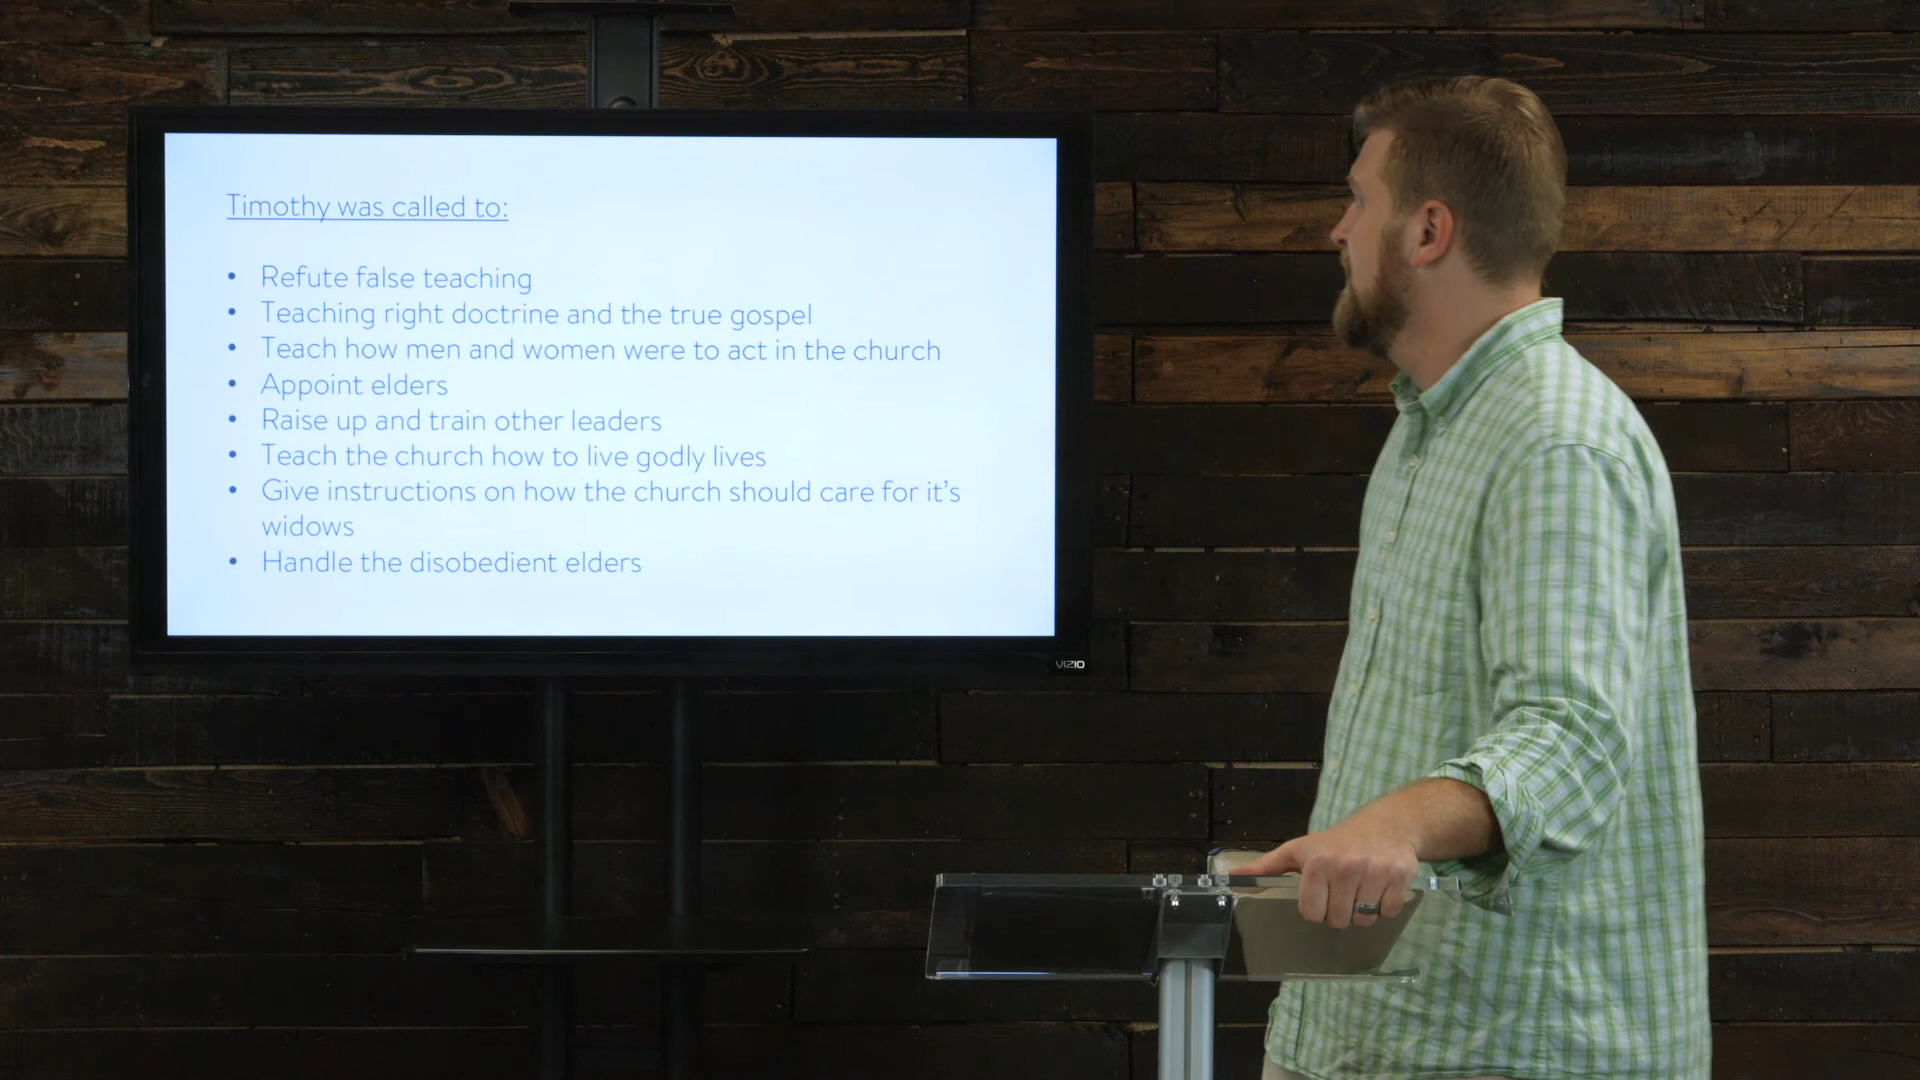 Timothy was called to:
• Refute false teaching
• Teaching right doctrine and the true gospel
• Teach how men and women were to act in the church
• Appoint elders
• Raise up and train other leaders
• Teach the church how to live godly lives
• Give instructions on how the church should care for it's
widows
• Handle the disobedient elders
VIZIO